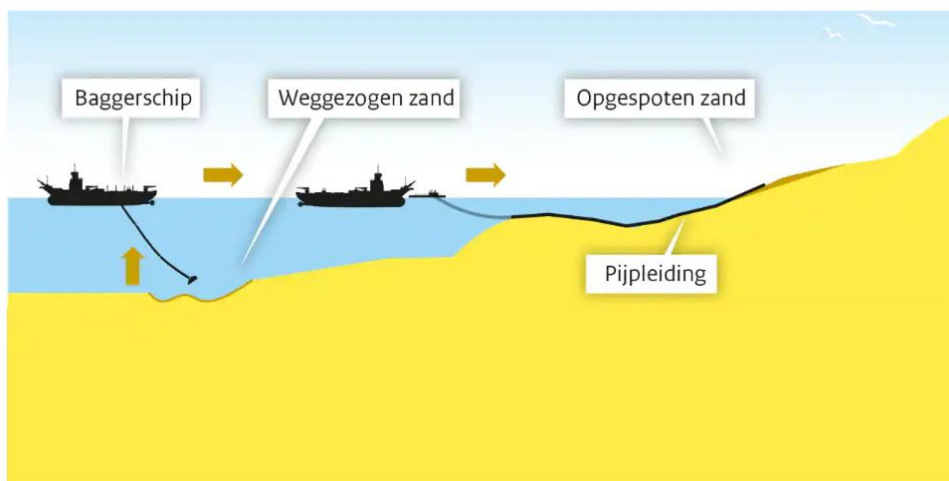 Baggerschip
Weggezogen zand
Opgespoten zand
Pijpleiding